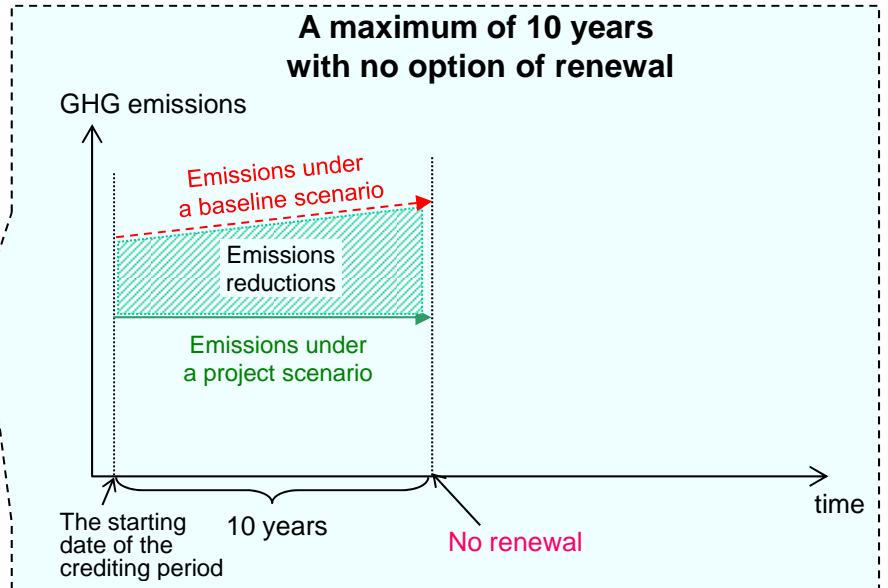 A maximum of 10 years
with no option of renewal
GHG emissions
Emissions under
a baseline scenario
Emissions
reductions
Emissions under
a project scenario
time
The starting
date of the
crediting period
10 years
No renewal